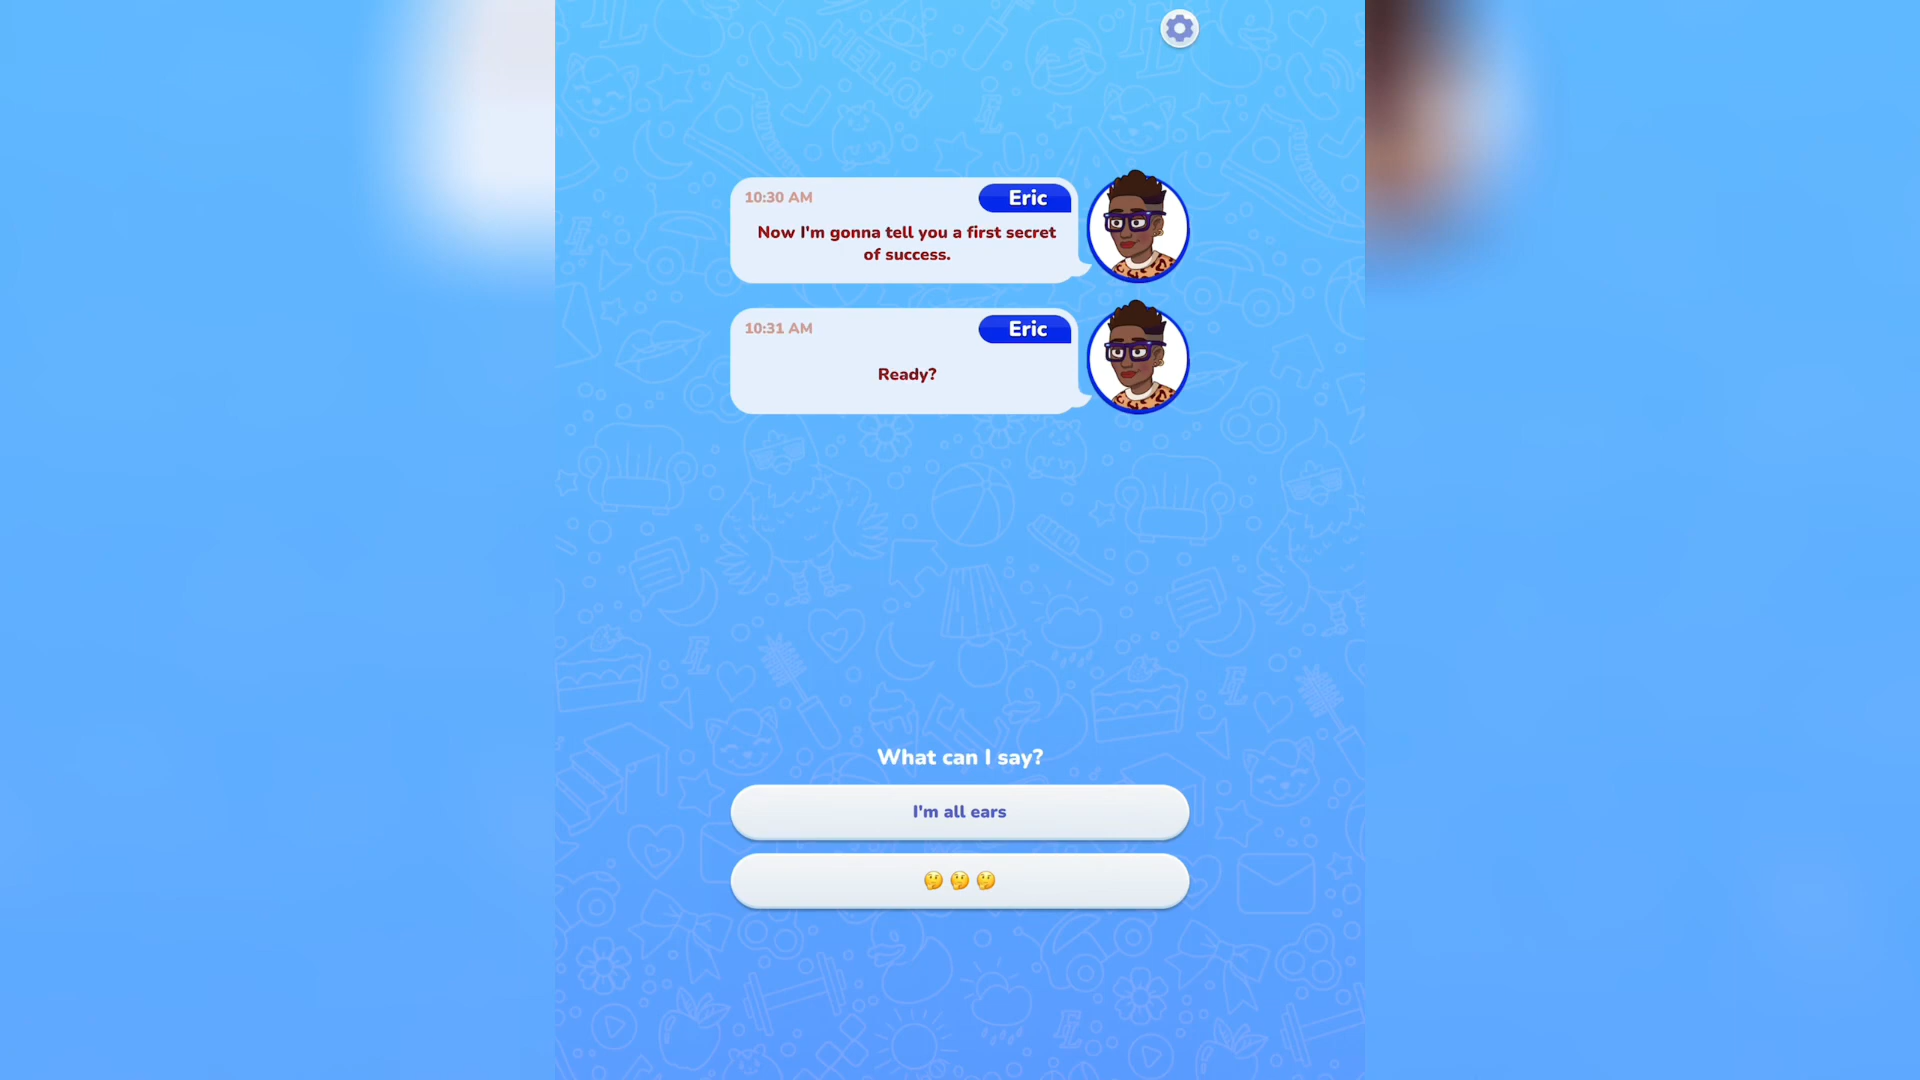 HELLO!
10:30 AM
Eric
Now I'm gonna tell you a first secret
of success.
10:31 AM
Eric
Ready?
What can I say?
I'm all ears